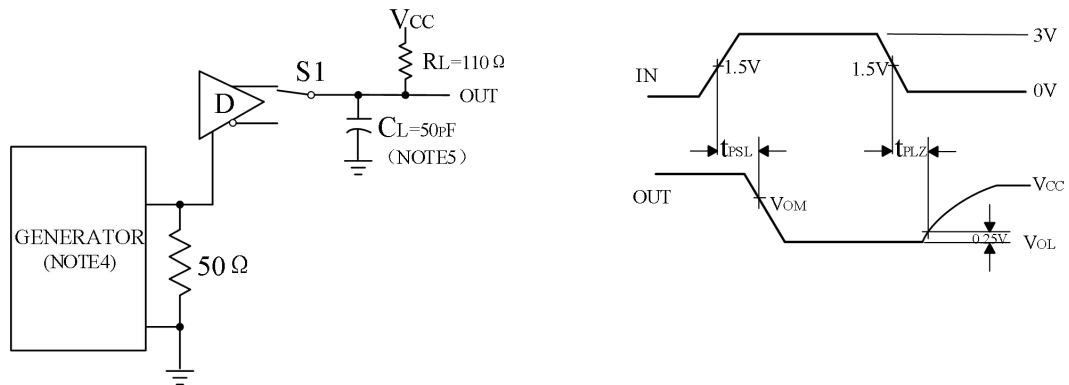 VCC
RL=110Ω
S1
D
OUT
CL=50pF
（NOTE5）
GENERATOR
(NOTE4)
50Ω
IN
1.5V
1.5V
3V
0V
tPSL
tPLZ
OUT
VOM
VCC
0.25V
VOL